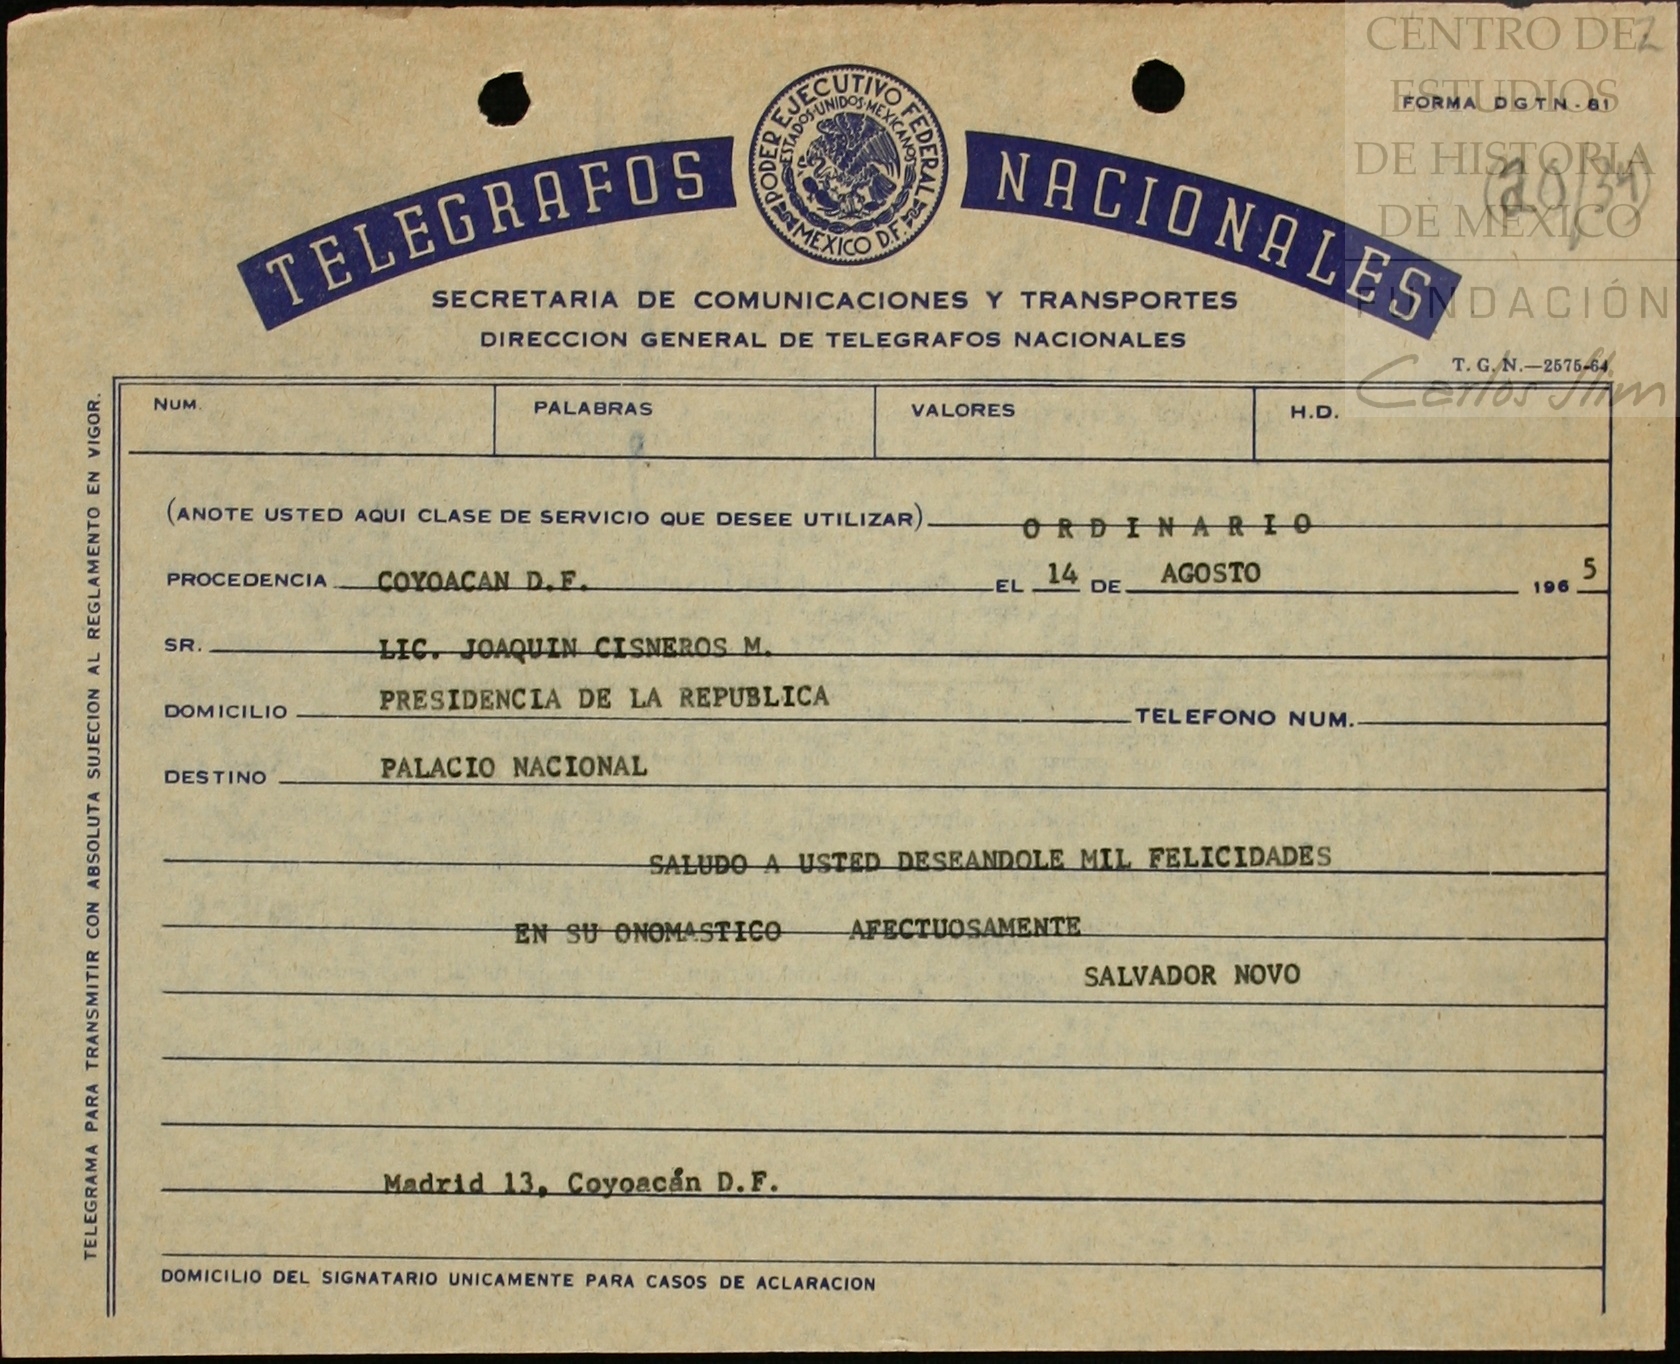 CENTRO DE
ESTUDIOS
DE HISTORIA
DE MÉXICO
FUNDACIÓN
Carlos Slim
2
FORMA DGTN-81
TELEGRAFOS NACIONALES
PODER EJECUTIVO FEDERAL
ESTADOS UNIDOS MEXICANOS
MEXICO D.F.
SECRETARIA DE COMUNICACIONES Y TRANSPORTES
DIRECCION GENERAL DE TELEGRAFOS NACIONALES
T. G. N.—2575-64
NUM. PALABRAS VALORES H.D.
(ANOTE USTED AQUI CLASE DE SERVICIO QUE DESEE UTILIZAR) ORDINARIO
PROCEDENCIA COYOACAN D.F. EL 14 DE AGOSTO 1965
SR. LIC. JOAQUIN CISNEROS M.
DOMICILIO PRESIDENCIA DE LA REPUBLICA TELEFONO NUM.
DESTINO PALACIO NACIONAL
SALUDO A USTED DESEANDOLE MIL FELICIDADES
EN SU ONOMASTICO AFECTUOSAMENTE
SALVADOR NOVO
Madrid 13, Coyoacán D.F.
DOMICILIO DEL SIGNATARIO UNICAMENTE PARA CASOS DE ACLARACION
TELEGRAMA PARA TRANSMITIR CON ABSOLUTA SUJECION AL REGLAMENTO EN VIGOR.